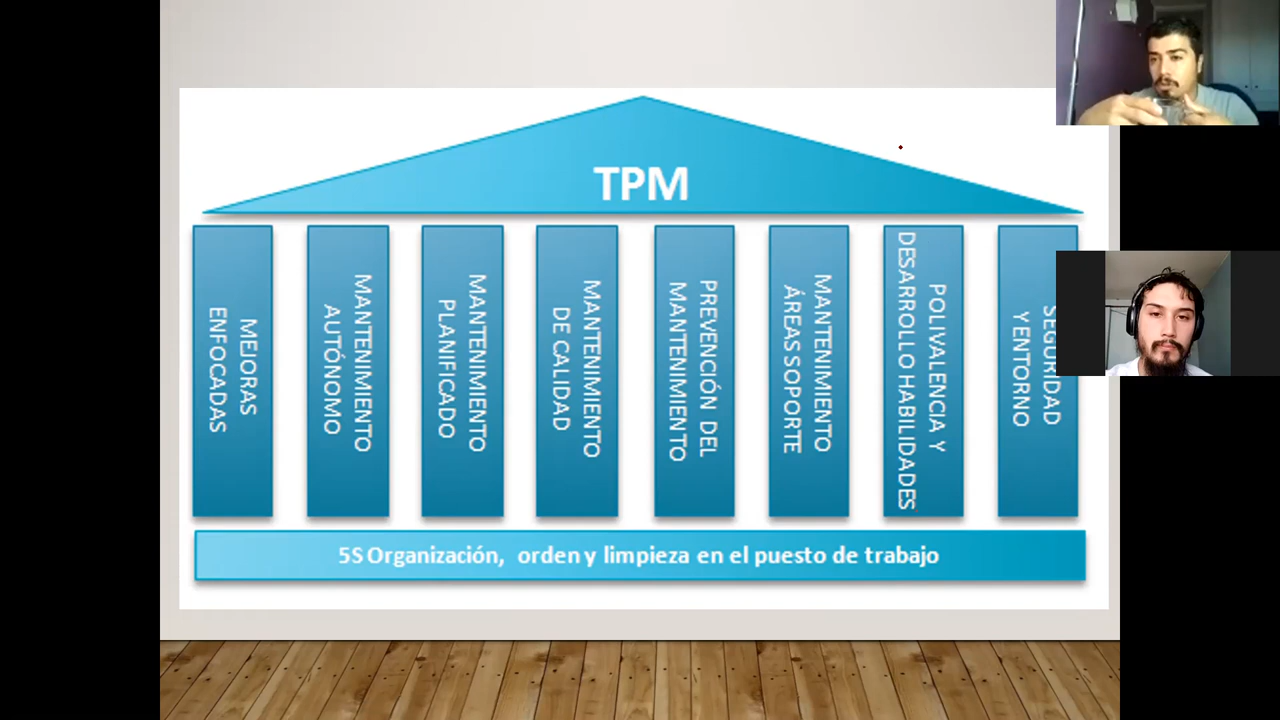 TPM
MEJORAS
ENFOCADAS
MANTENIMIENTO
AUTÓNOMO
MANTENIMIENTO
PLANIFICADO
MANTENIMIENTO
DE CALIDAD
PREVENCIÓN DEL
MANTENIMIENTO
MANTENIMIENTO
ÁREAS SOPORTE
POLIVALENCIA Y
DESARROLLO HABILIDADES
SEGURIDAD
Y ENTORNO
5S Organización, orden y limpieza en el puesto de trabajo